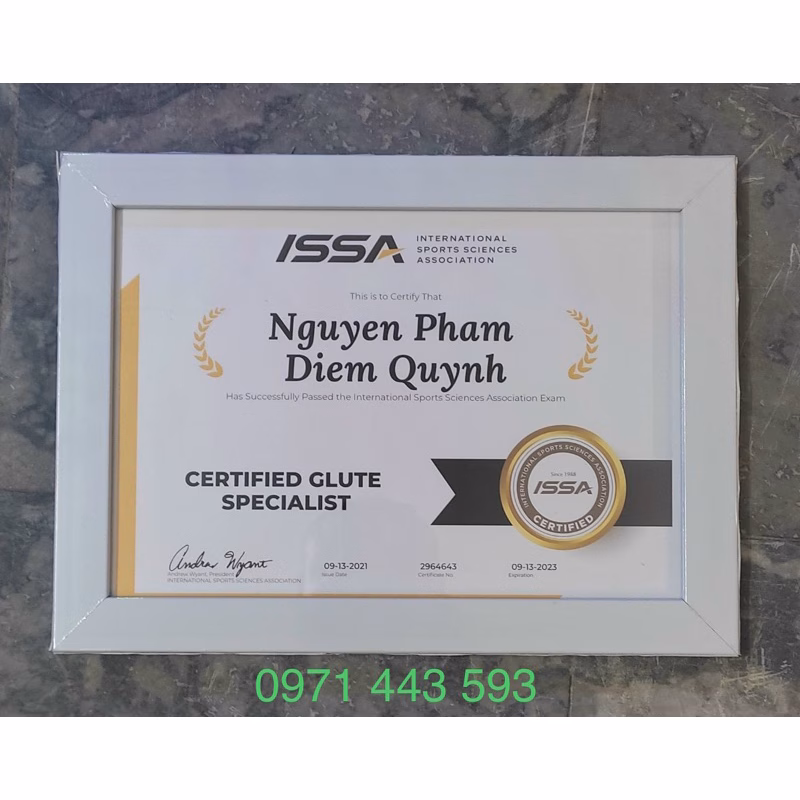 ISSA
INTERNATIONAL
SPORTS SCIENCES
ASSOCIATION
This is to Certify That
Nguyen Pham
Diem Quynh
Has Successfully Passed the International Sports Sciences Association Exam
CERTIFIED GLUTE
SPECIALIST
INTERNATIONAL SPORTS SCIENCES ASSOCIATION
Since 1988
ISSA
CERTIFIED
Andrew Wyant
Andrew Wyant, President
INTERNATIONAL SPORTS SCIENCES ASSOCIATION
09-13-2021
Issue Date
2964643
Certificate No.
09-13-2023
Expiration
0971 443 593